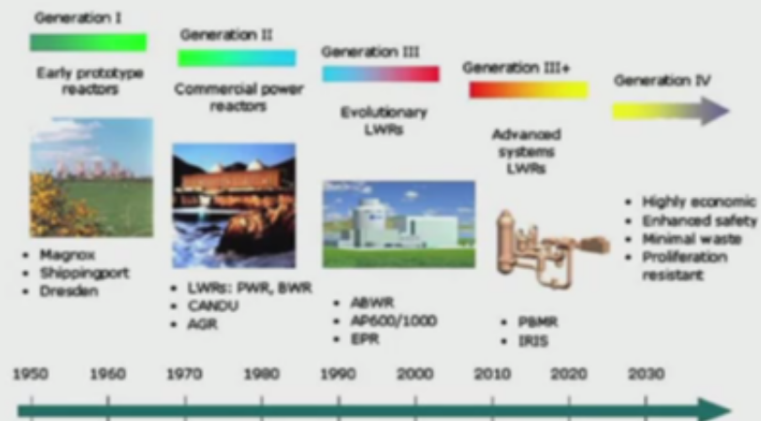 Generation I
Early prototype
reactors
• Magnox
• Shippingport
• Dresden
Generation II
Commercial power
reactors
• LWRs: PWR, BWR
• CANDU
• AGR
Generation III
Evolutionary
LWRs
• ABWR
• AP600/1000
• EPR
Generation III+
Advanced
systems
LWRs
• PBMR
• IRIS
Generation IV
• Highly economic
• Enhanced safety
• Minimal waste
• Proliferation
resistant
1950 1960 1970 1980 1990 2000 2010 2020 2030